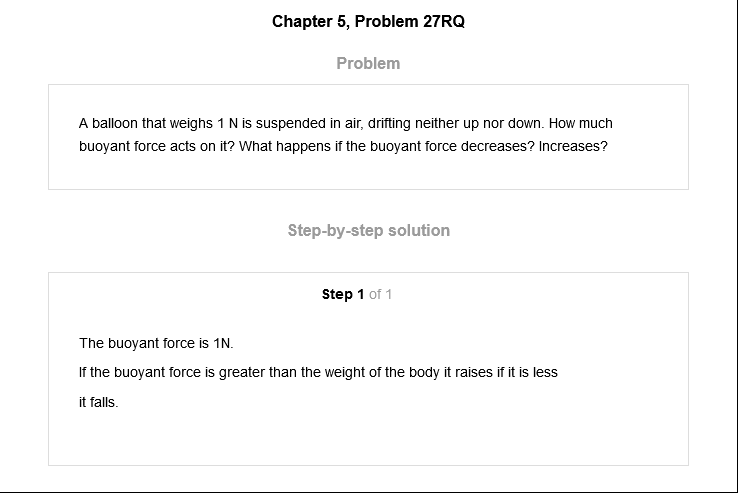 Chapter 5, Problem 27RQ
Problem
A balloon that weighs 1 N is suspended in air, drifting neither up nor down. How much
buoyant force acts on it? What happens if the buoyant force decreases? Increases?
Step-by-step solution
Step 1 of 1
The buoyant force is 1N.
If the buoyant force is greater than the weight of the body it raises if it is less
it falls.